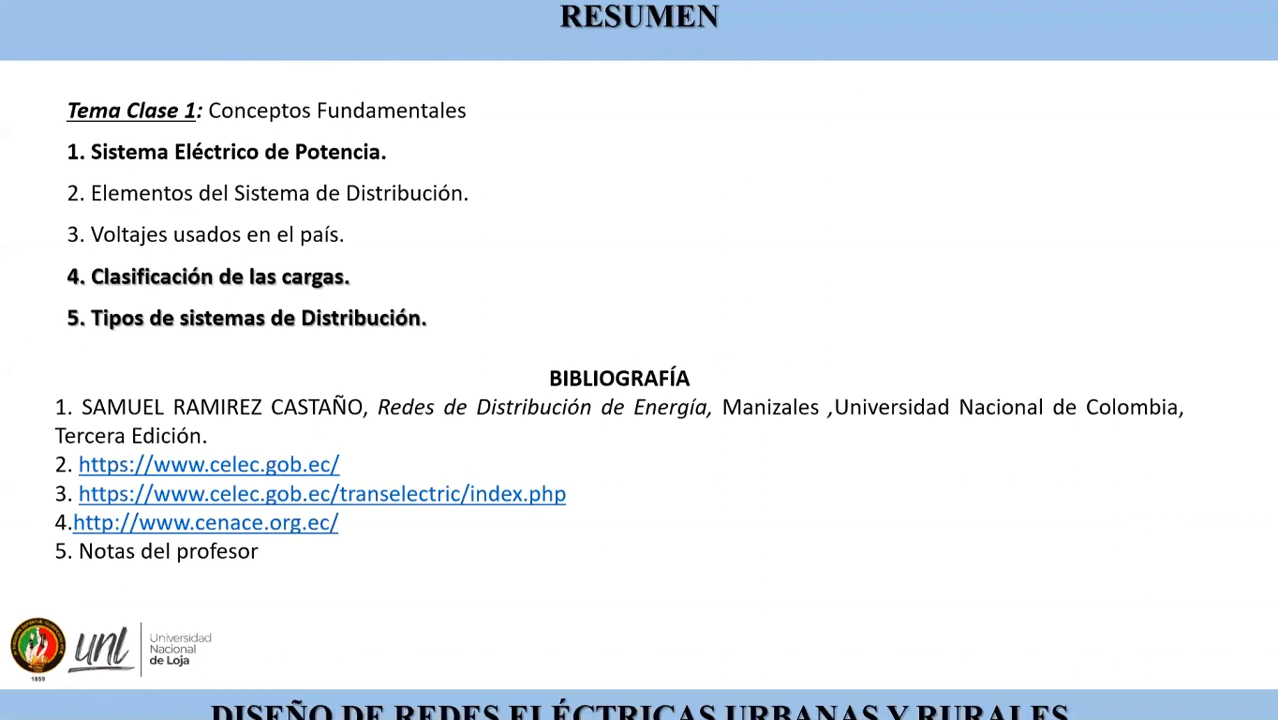 RESUMEN
Tema Clase 1: Conceptos Fundamentales
1. Sistema Eléctrico de Potencia.
2. Elementos del Sistema de Distribución.
3. Voltajes usados en el país.
4. Clasificación de las cargas.
5. Tipos de sistemas de Distribución.
BIBLIOGRAFÍA
1. SAMUEL RAMIREZ CASTAÑO, Redes de Distribución de Energía, Manizales ,Universidad Nacional de Colombia,
Tercera Edición.
2. https://www.celec.gob.ec/
3. https://www.celec.gob.ec/transelectric/index.php
4.http://www.cenace.org.ec/
5. Notas del profesor
1859
unl
Universidad
Nacional
de Loja
DISEÑO DE REDES ELÉCTRICAS URBANAS Y RURALES